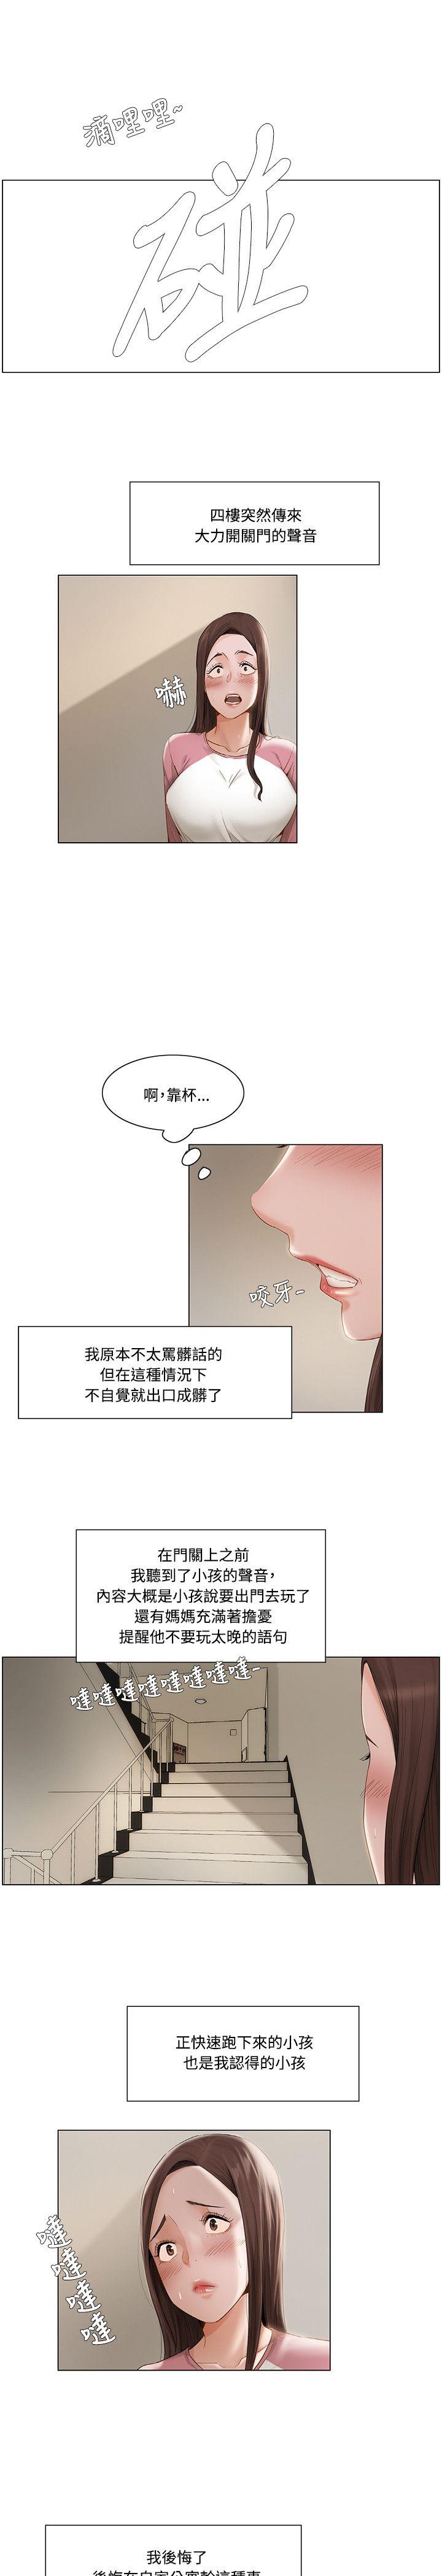 滴哩哩~
碰
四樓突然傳來
大力開關門的聲音
嚇
啊，靠杯...
咬牙~
我原本不太罵髒話的
但在這種情況下
不自覺就出口成髒了
在門關上之前
我聽到了小孩的聲音，
內容大概是小孩說要出門去玩了
還有媽媽充滿著擔憂
提醒他不要玩太晚的語句
噠噠噠噠噠噠噠噠~
正快速跑下來的小孩
也是我認得的小孩
噠
噠
噠
噠
我後悔了